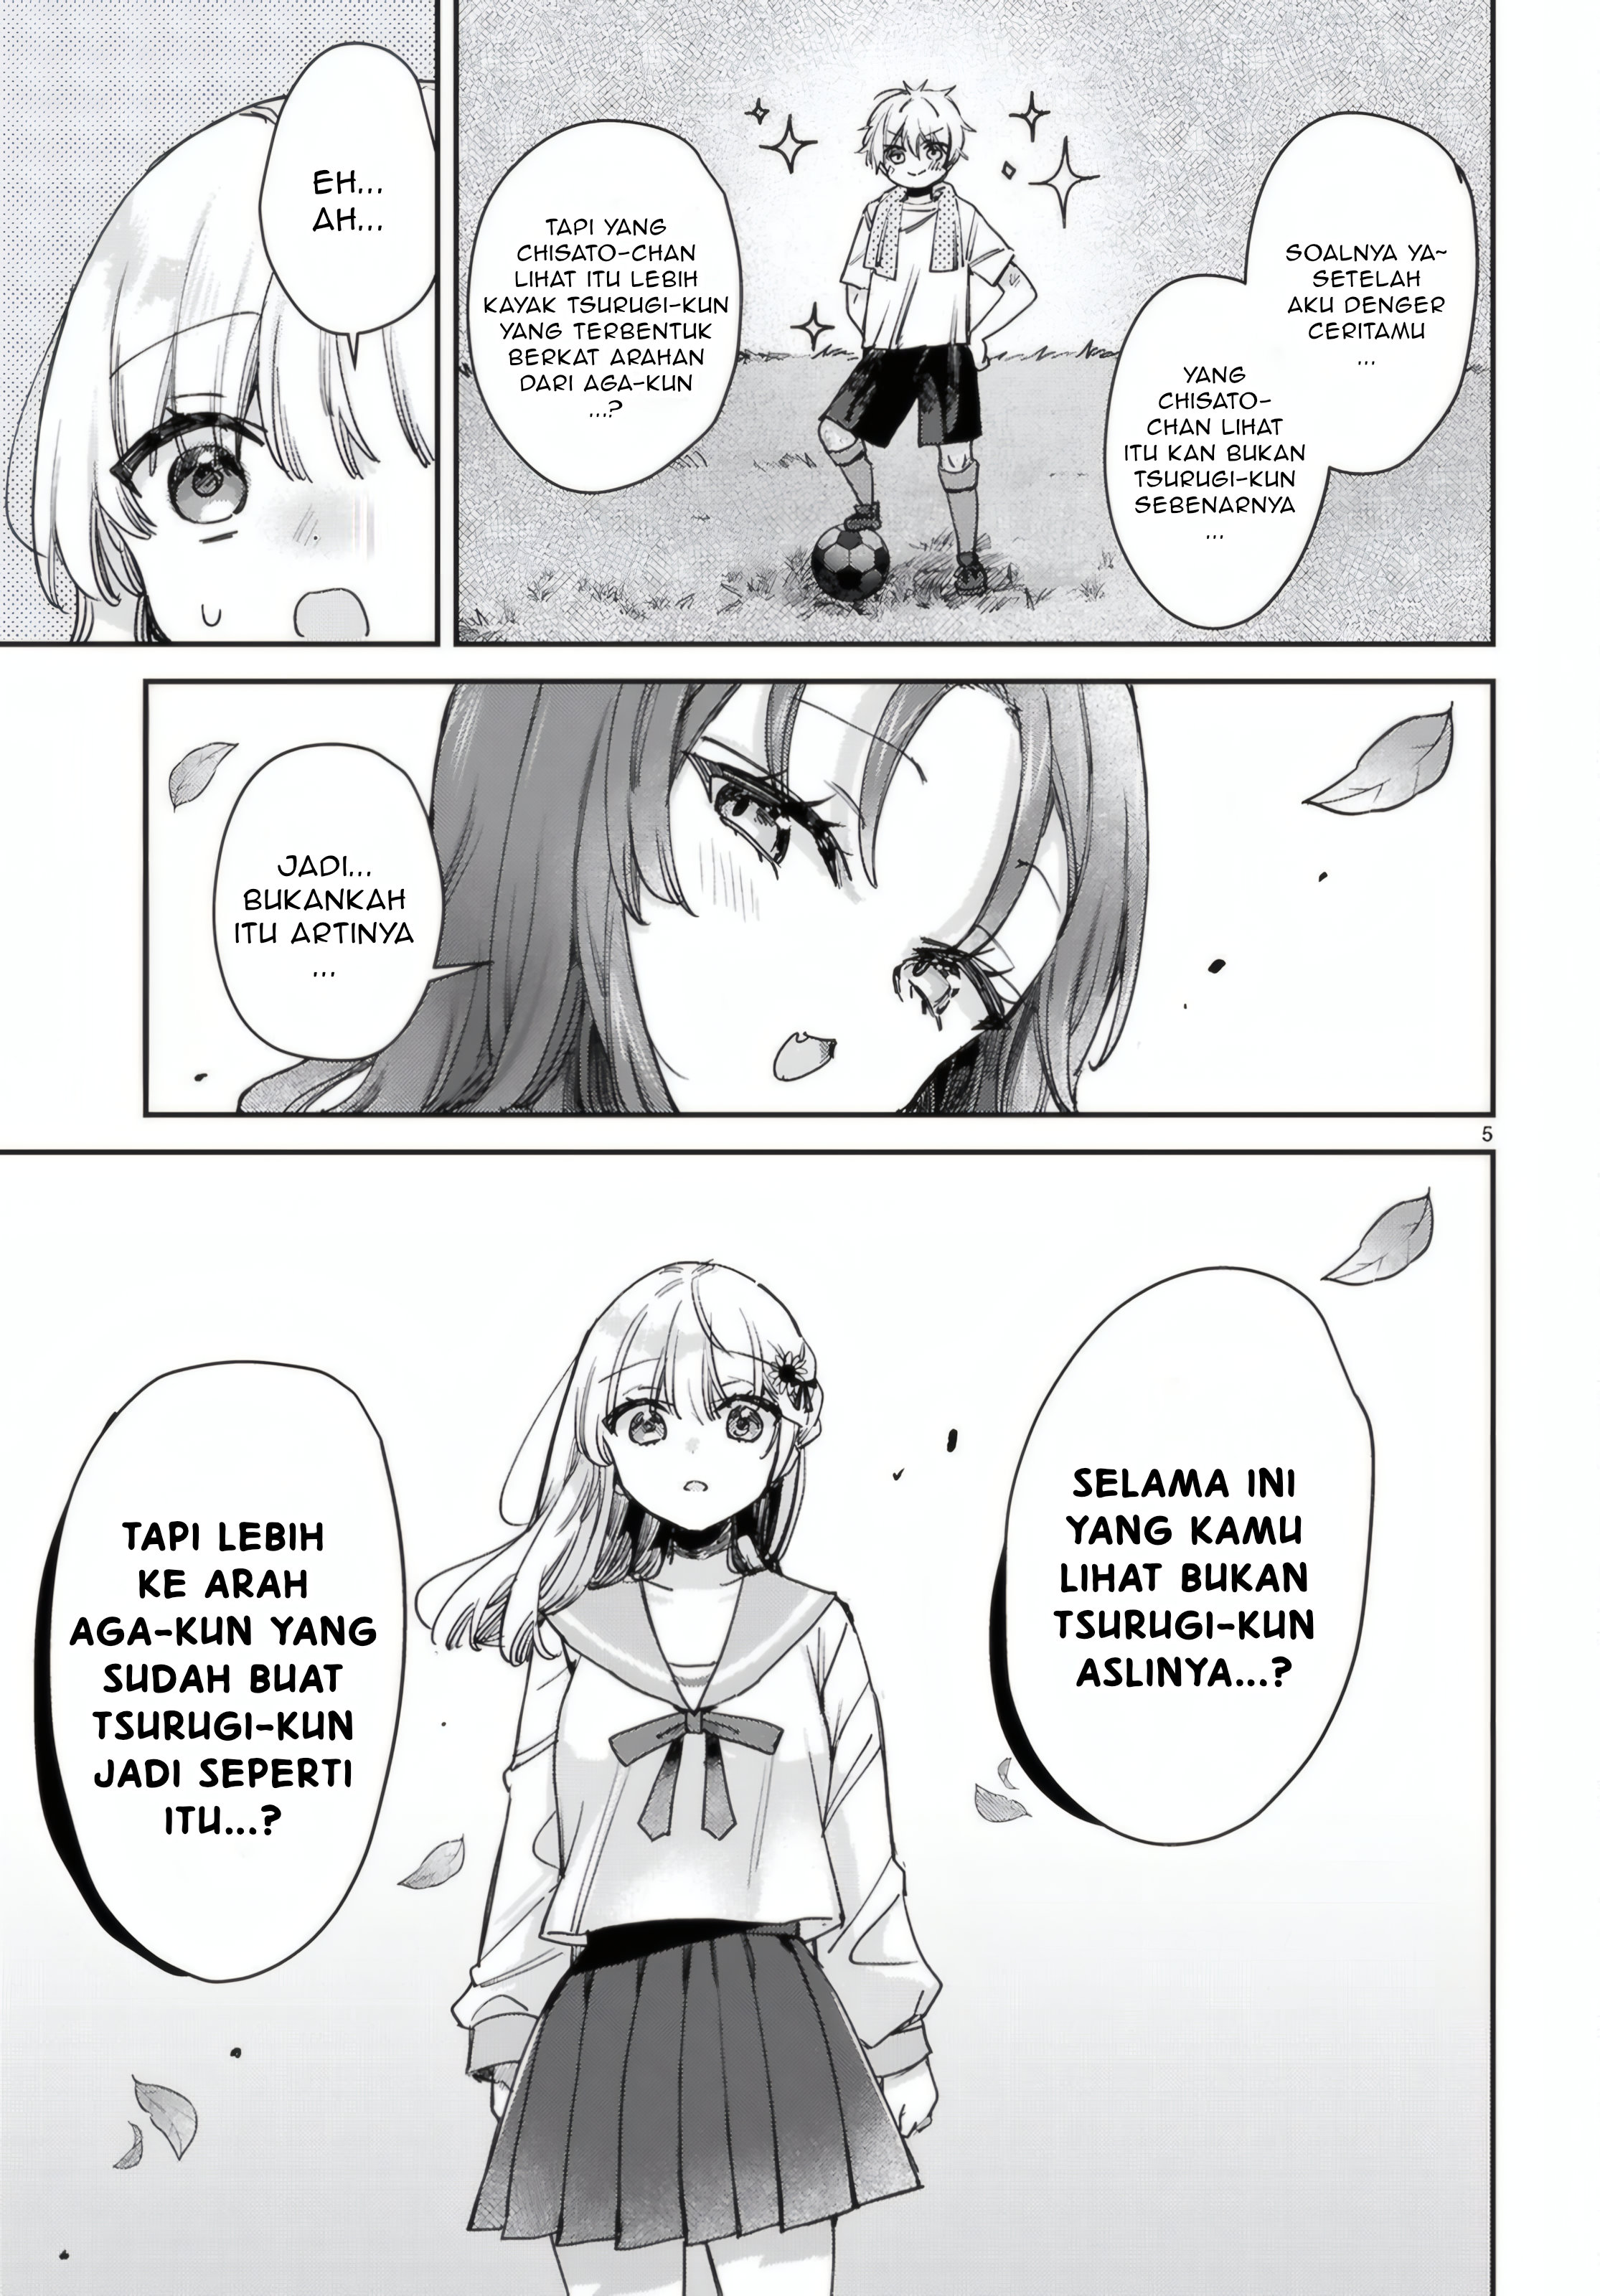 SOALNYA YA~
SETELAH
AKU DENGER
CERITAMU
...
YANG
CHISATO-
CHAN LIHAT
ITU KAN BUKAN
TSURUGI-KUN
SEBENARNYA
...
TAPI YANG
CHISATO-CHAN
LIHAT ITU LEBIH
KAYAK TSURUGI-KUN
YANG TERBENTUK
BERKAT ARAHAN
DARI AGA-KUN
...?
EH...
AH...
JADI...
BUKANKAH
ITU ARTINYA
...
5
SELAMA INI
YANG KAMU
LIHAT BUKAN
TSURUGI-KUN
ASLINYA...?
TAPI LEBIH
KE ARAH
AGA-KUN YANG
SUDAH BUAT
TSURUGI-KUN
JADI SEPERTI
ITU...?